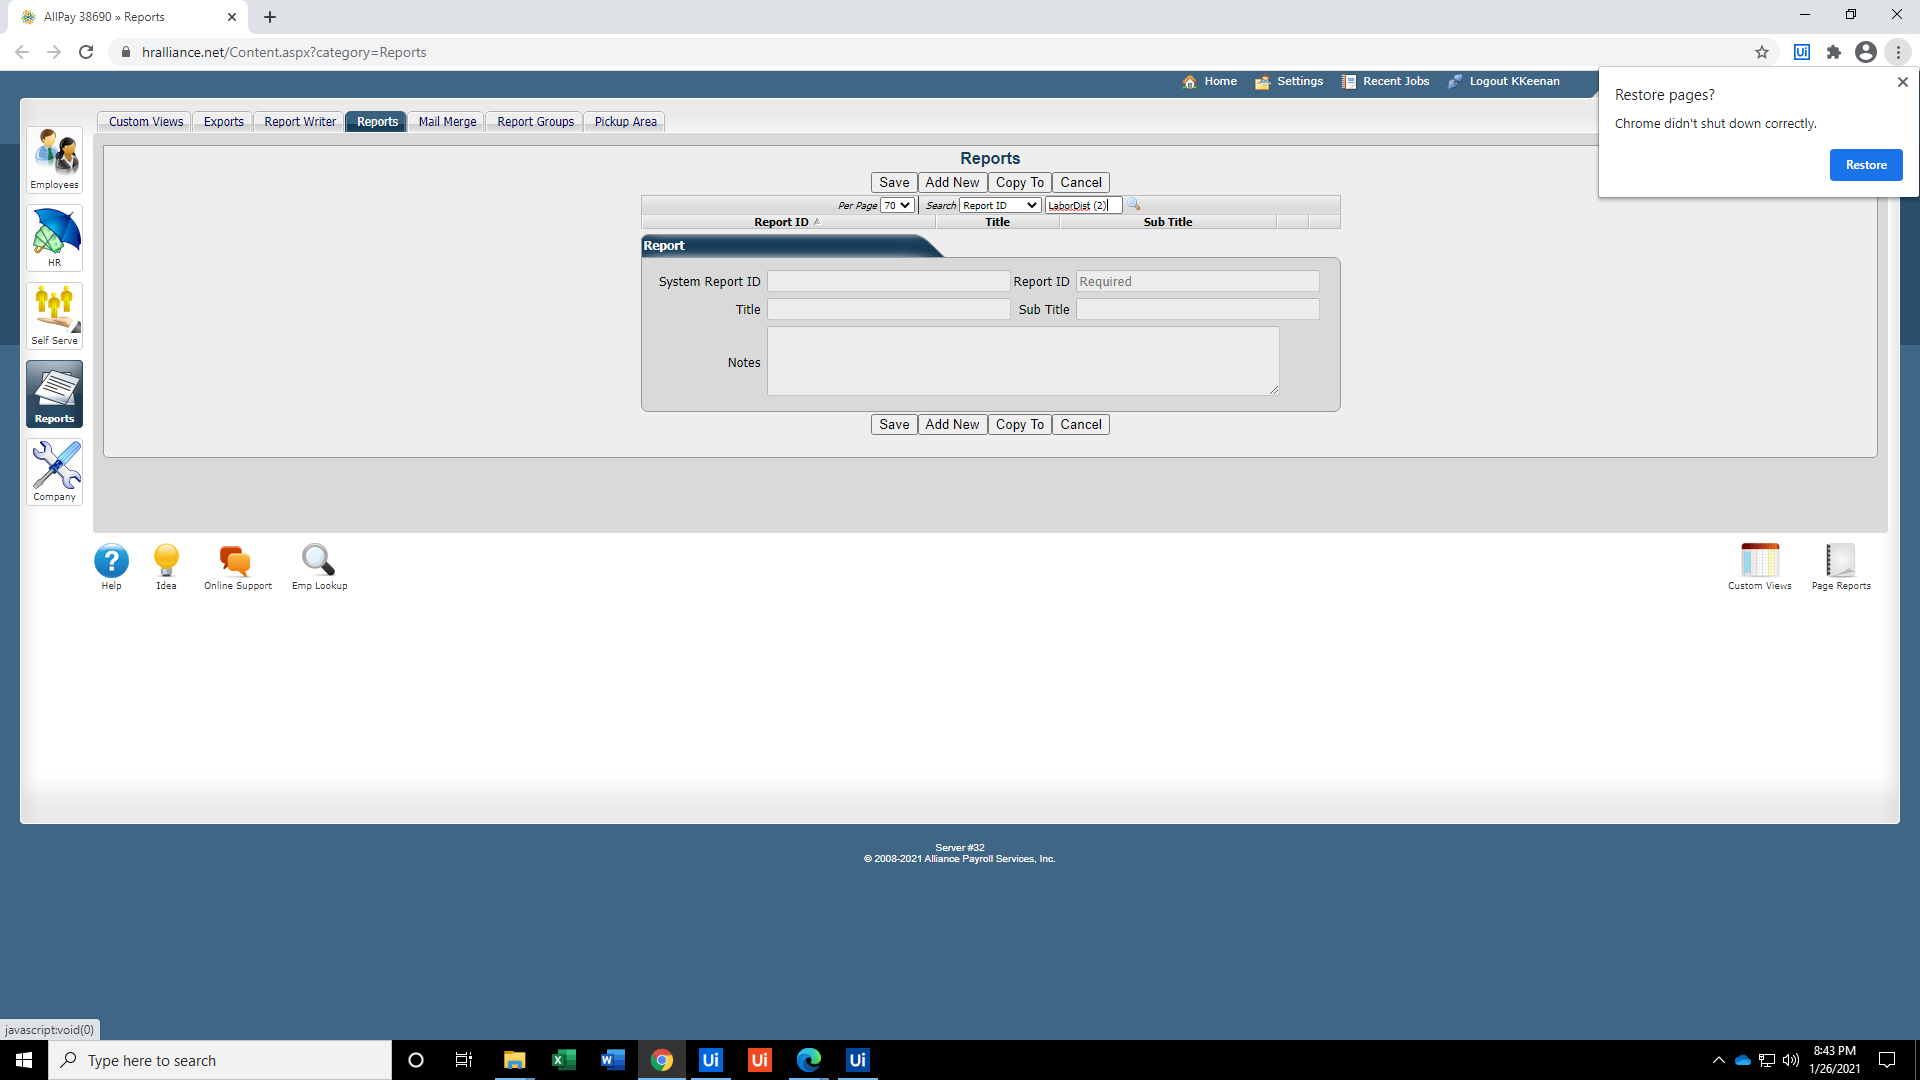 AllPay 38690 » Reports
hralliance.net/Content.aspx?category=Reports
Home Settings Recent Jobs Logout KKeenan
Restore pages?
Chrome didn't shut down correctly.
Restore
Custom Views Exports Report Writer Reports Mail Merge Report Groups Pickup Area
Employees
HR
Self Serve
Reports
Company
Reports
Save Add New Copy To Cancel
Per Page 70 Search Report ID LaborDist (2)
Report ID Title Sub Title
Report
System Report ID Report ID Required
Title Sub Title
Notes
Save Add New Copy To Cancel
Help Idea Online Support Emp Lookup Custom Views Page Reports
Server #32
© 2008-2021 Alliance Payroll Services, Inc.
javascript:void(0)
Type here to search
Ui Ui Ui
8:43 PM
1/26/2021